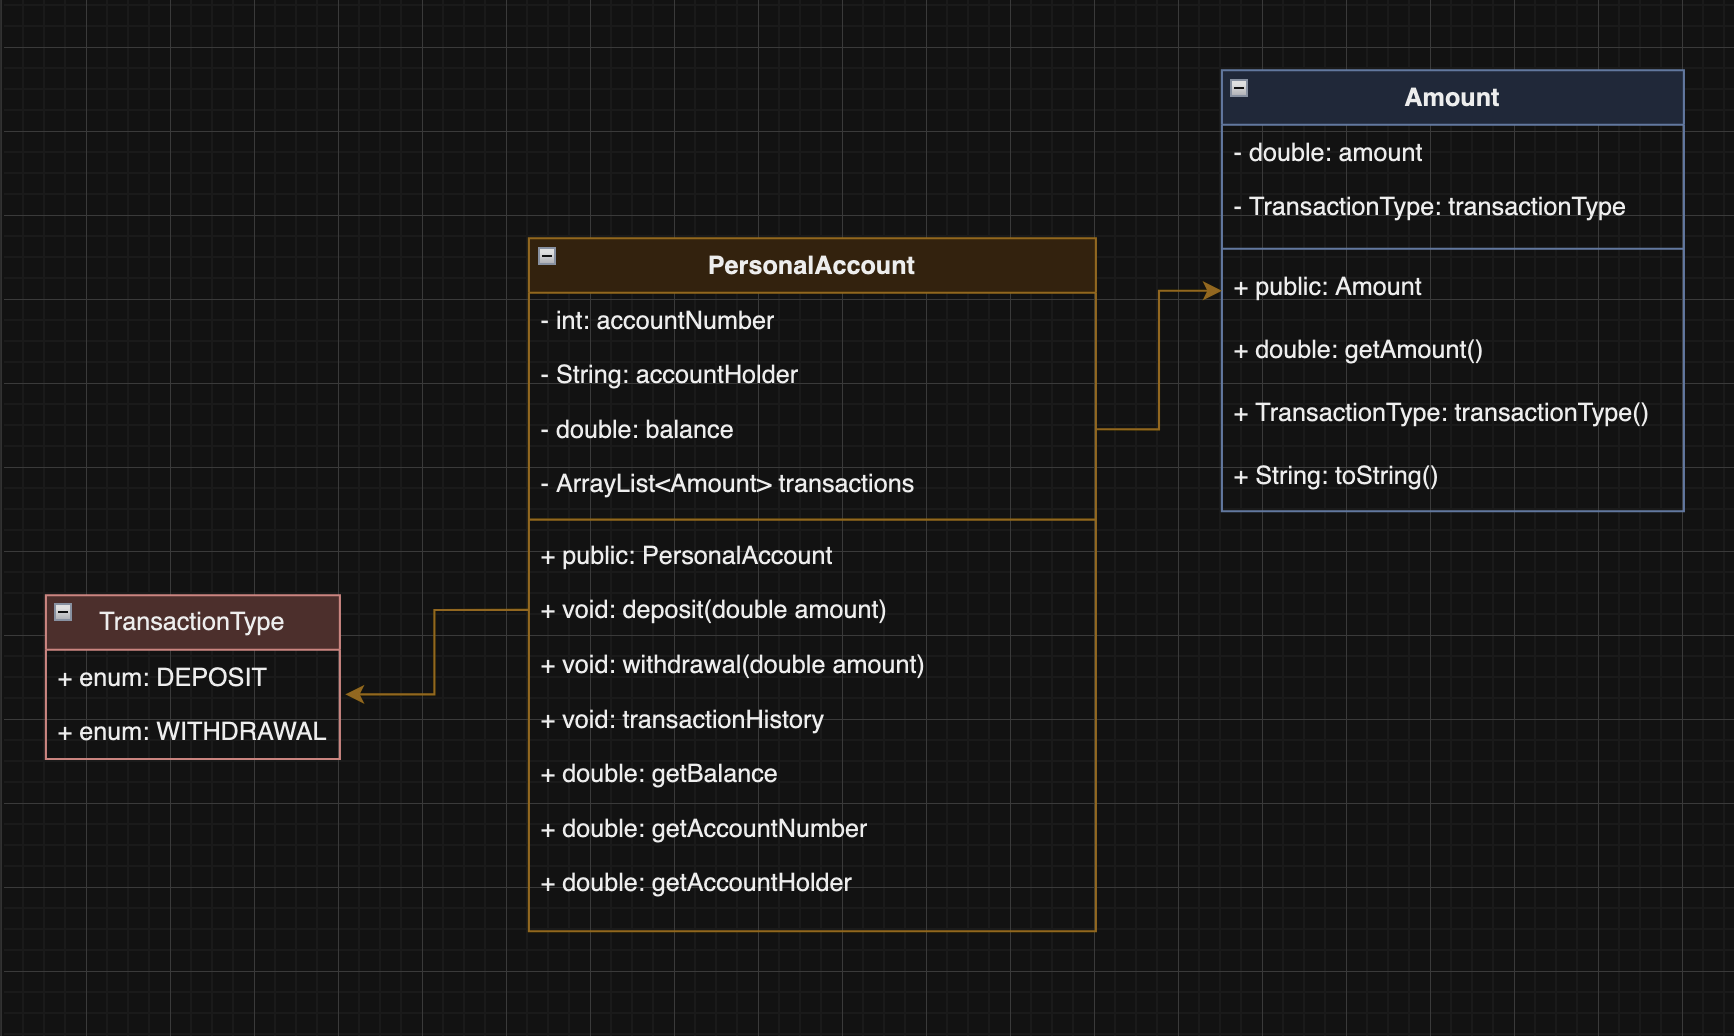 Amount
- double: amount
- TransactionType: transactionType
+ public: Amount
+ double: getAmount()
+ TransactionType: transactionType()
+ String: toString()
PersonalAccount
- int: accountNumber
- String: accountHolder
- double: balance
- ArrayList<Amount> transactions
+ public: PersonalAccount
+ void: deposit(double amount)
+ void: withdrawal(double amount)
+ void: transactionHistory
+ double: getBalance
+ double: getAccountNumber
+ double: getAccountHolder
TransactionType
+ enum: DEPOSIT
+ enum: WITHDRAWAL